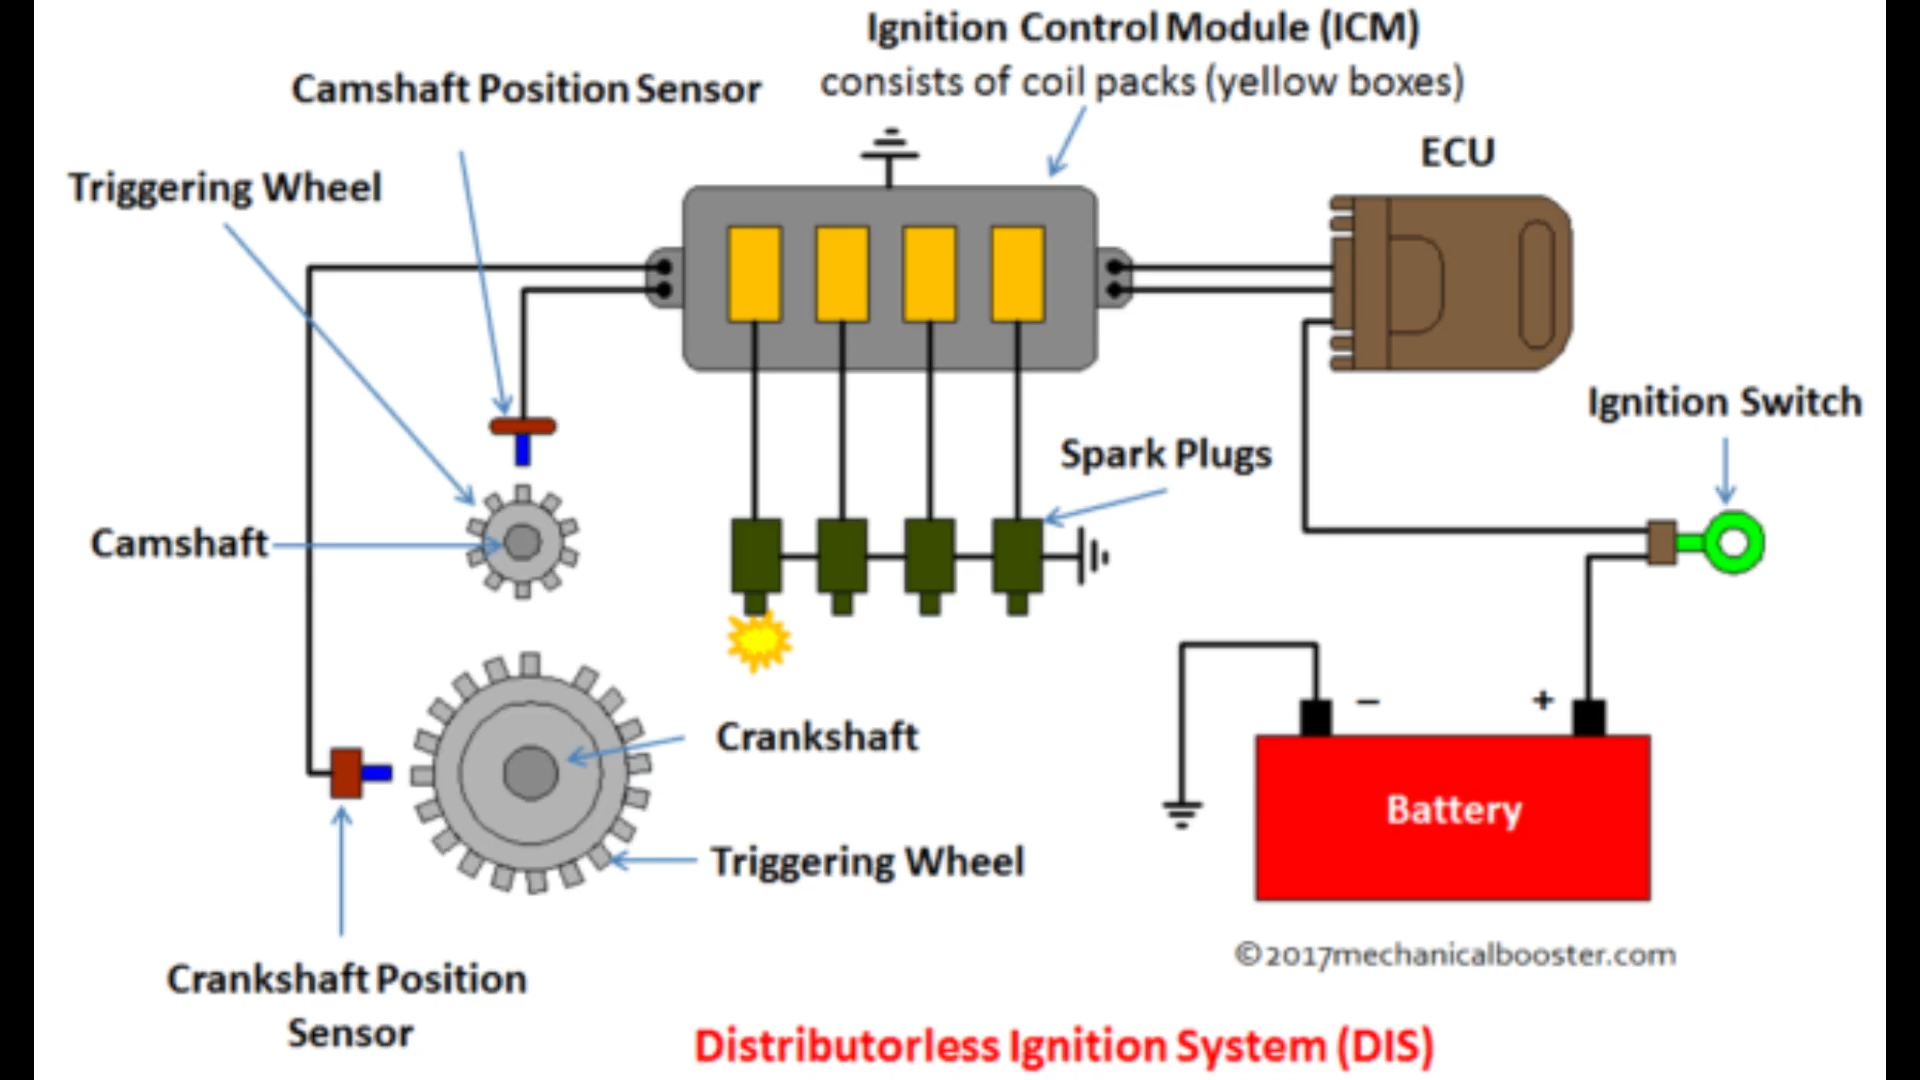 Ignition Control Module (ICM)
consists of coil packs (yellow boxes)
Camshaft Position Sensor
ECU
Triggering Wheel
Ignition Switch
Spark Plugs
Camshaft
– +
Crankshaft
Battery
Triggering Wheel
©2017mechanicalbooster.com
Crankshaft Position
Sensor
Distributorless Ignition System (DIS)